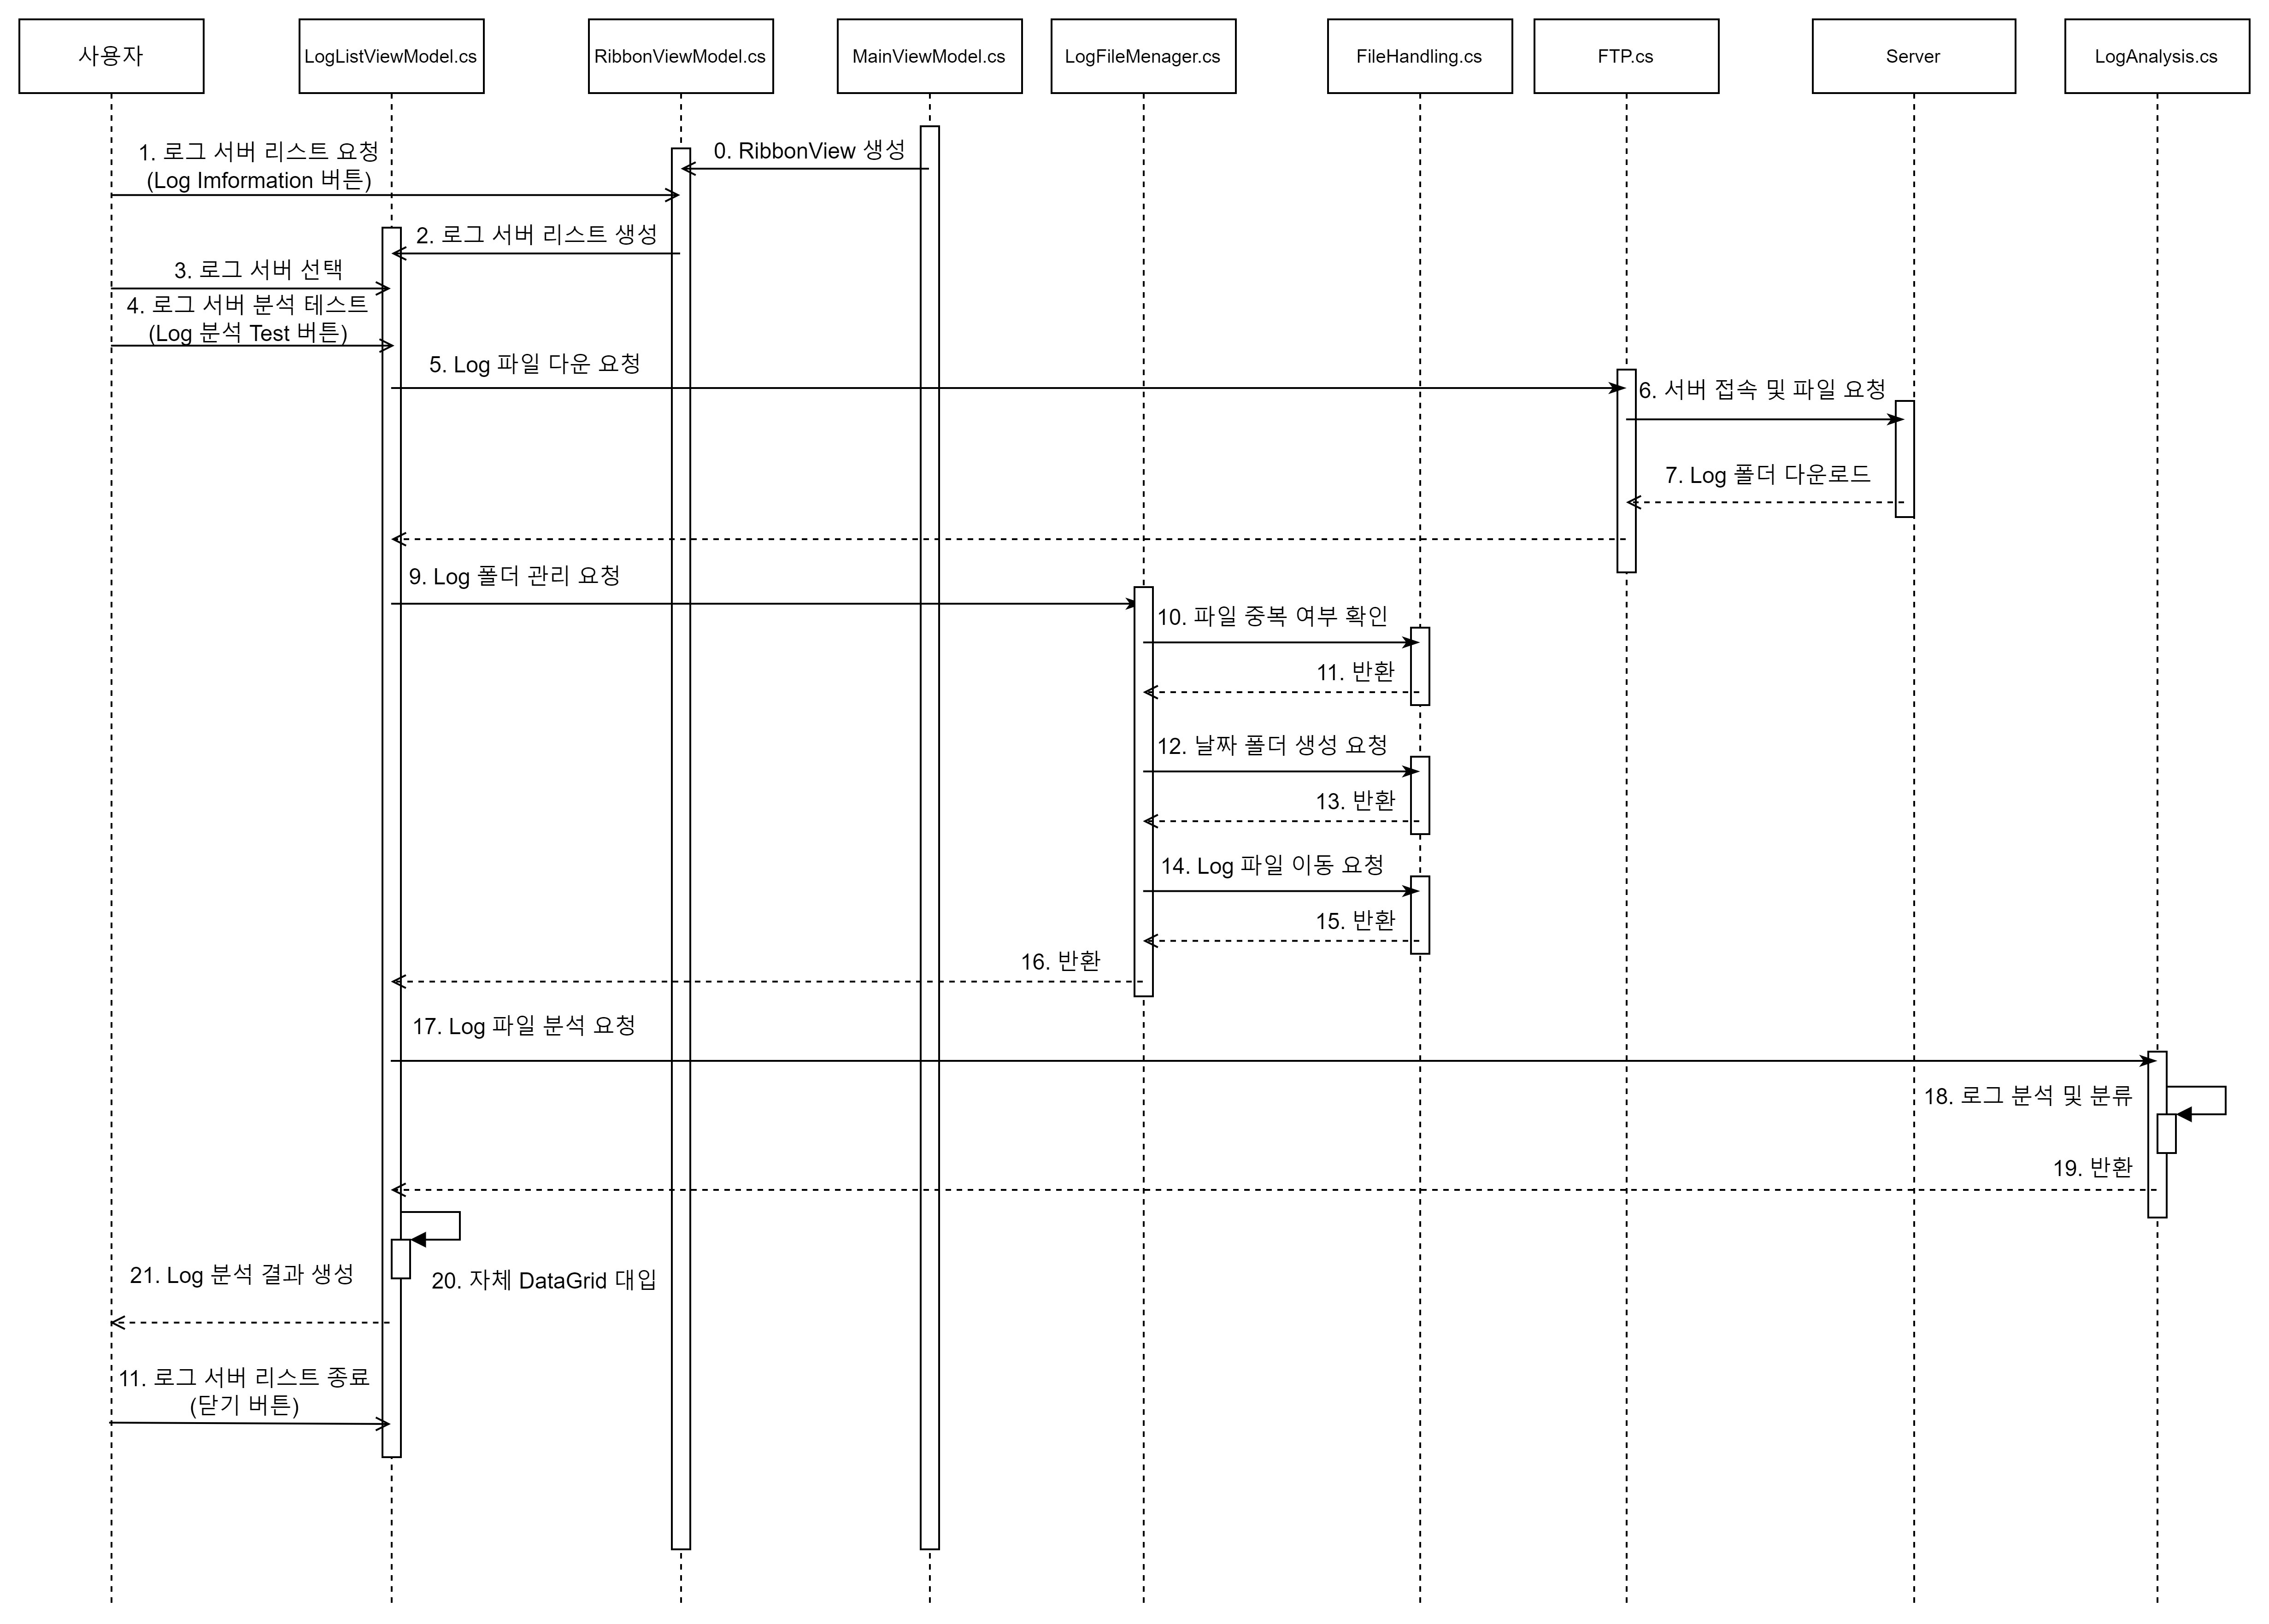 사용자
LogListViewModel.cs
RibbonViewModel.cs
MainViewModel.cs
LogFileMenager.cs
FileHandling.cs
FTP.cs
Server
LogAnalysis.cs
0. RibbonView 생성
1. 로그 서버 리스트 요청
(Log Imformation 버튼)
2. 로그 서버 리스트 생성
3. 로그 서버 선택
4. 로그 서버 분석 테스트
(Log 분석 Test 버튼)
5. Log 파일 다운 요청
6. 서버 접속 및 파일 요청
7. Log 폴더 다운로드
9. Log 폴더 관리 요청
10. 파일 중복 여부 확인
11. 반환
12. 날짜 폴더 생성 요청
13. 반환
14. Log 파일 이동 요청
15. 반환
16. 반환
17. Log 파일 분석 요청
18. 로그 분석 및 분류
19. 반환
20. 자체 DataGrid 대입
21. Log 분석 결과 생성
11. 로그 서버 리스트 종료
(닫기 버튼)